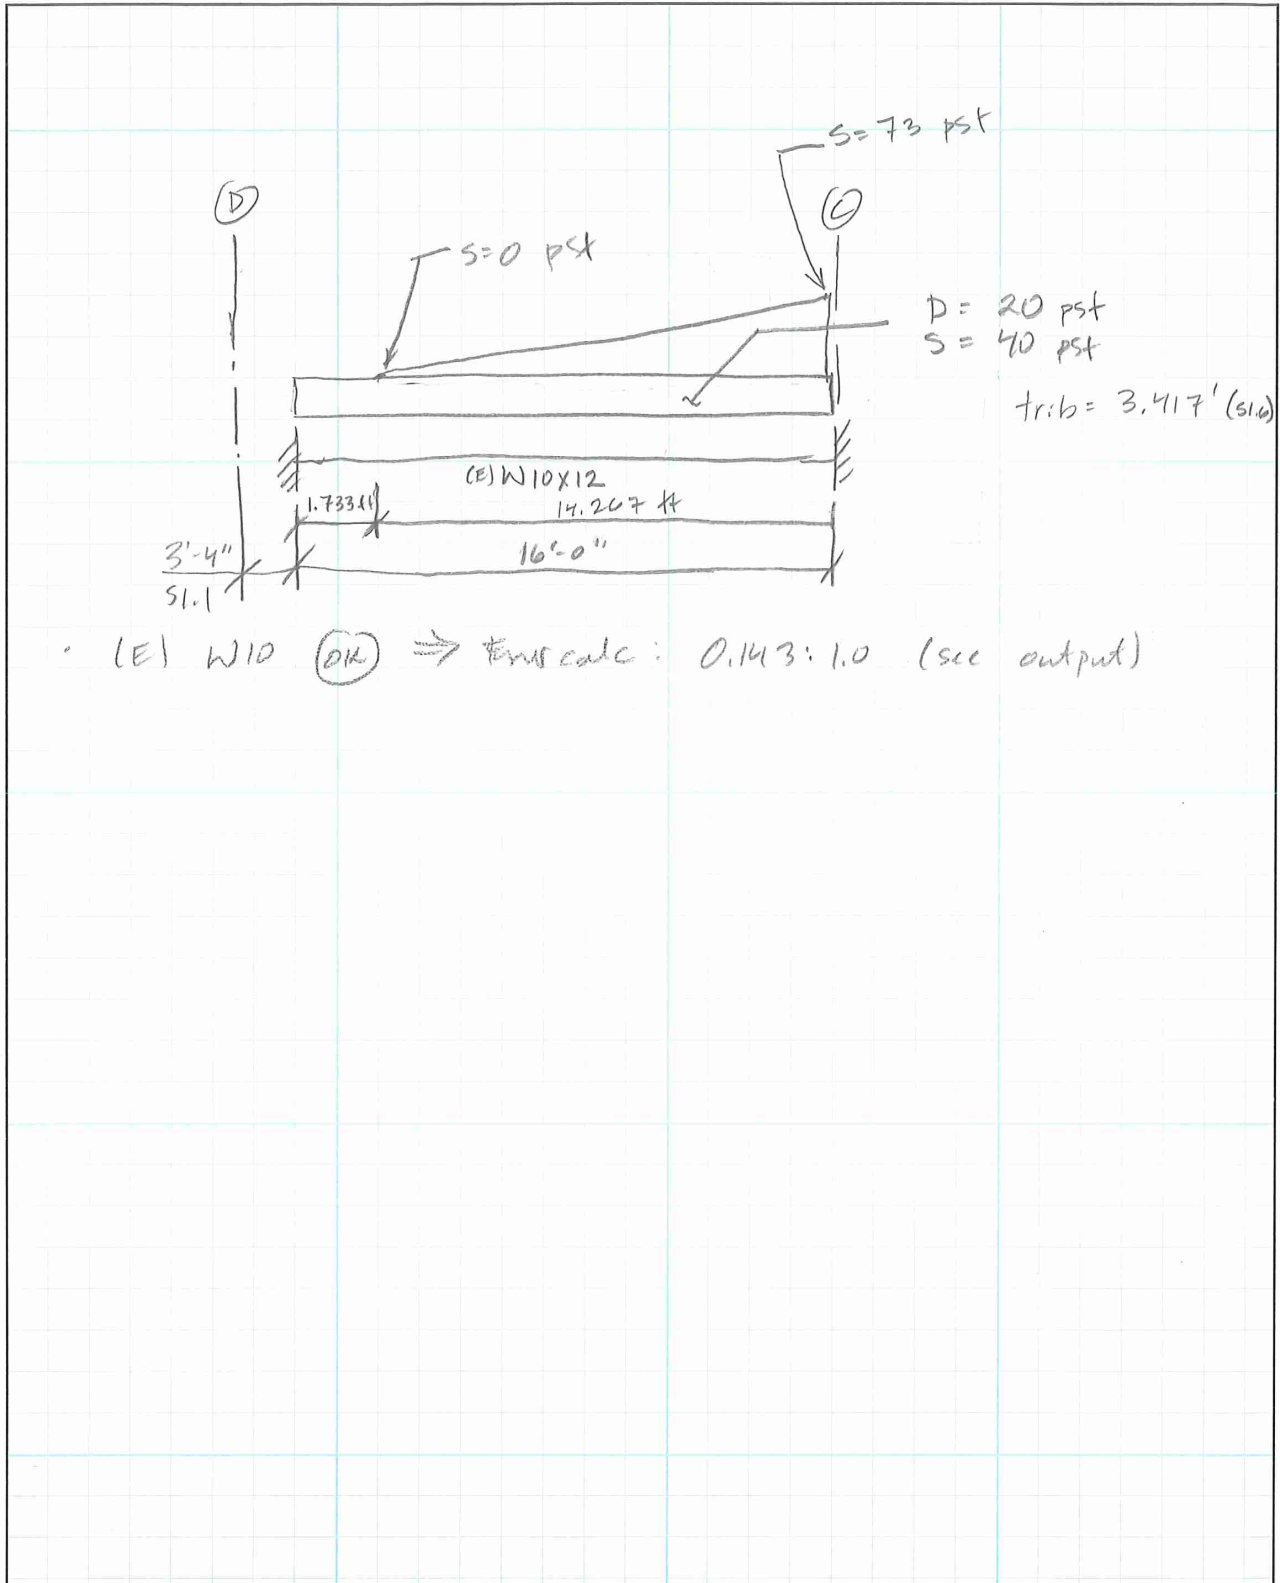 S=73 psf
D
C
S=0 psf
D = 20 psf
S = 40 psf
trib = 3.417' (S1.6)
(E) W10X12
1.733 ft
14.267 ft
3'-4"
S1.1
16'-0"
· (E) W10 OK ⇒ Enercalc: 0.143:1.0 (see output)